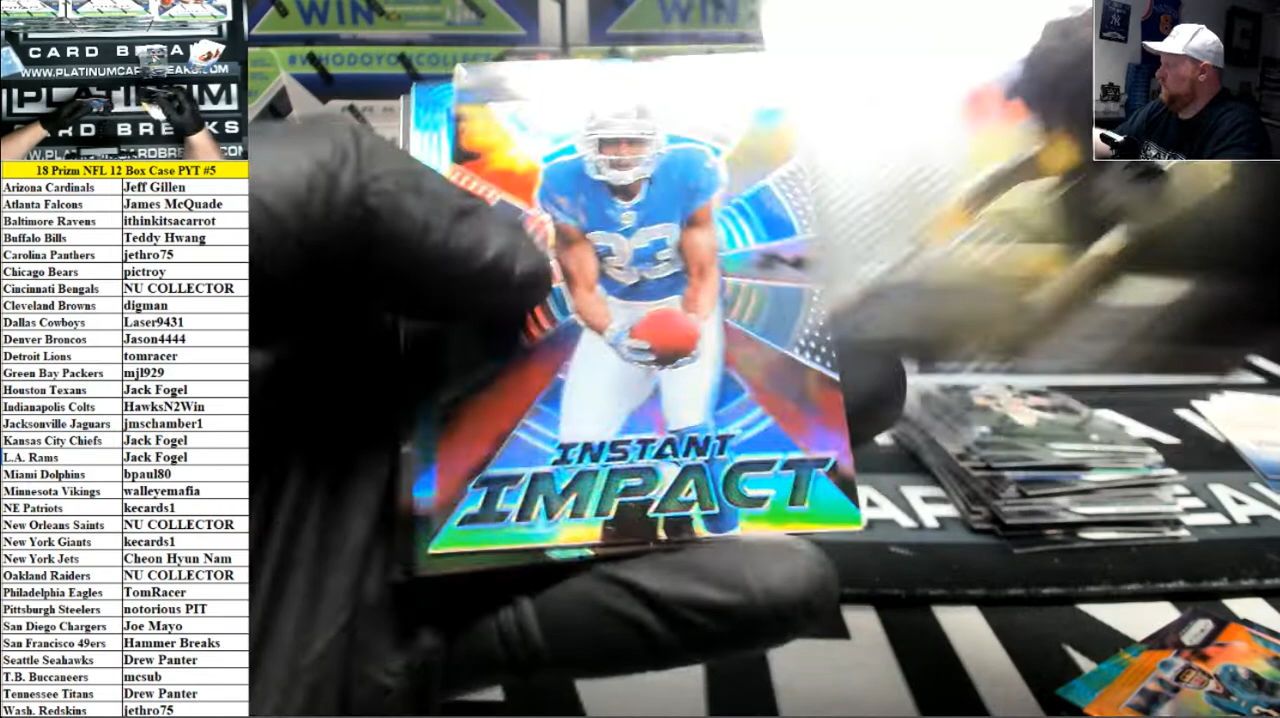 CARD BREA
WWW.PLATINUMCAR BREAKS.COM
PLATINUM
CARD BREAKS
WIN
WIN
#WHODOYOUCOLLECT
18 Prizm NFL 12 Box Case PYT #5
Arizona Cardinals Jeff Gillen
Atlanta Falcons James McQuade
Baltimore Ravens ithinkitsacarrot
Buffalo Bills Teddy Hwang
Carolina Panthers jethro75
Chicago Bears pictroy
Cincinnati Bengals NU COLLECTOR
Cleveland Browns digman
Dallas Cowboys Laser9431
Denver Broncos Jason4444
Detroit Lions tomracer
Green Bay Packers mjl929
Houston Texans Jack Fogel
Indianapolis Colts HawksN2Win
Jacksonville Jaguars jmschamber1
Kansas City Chiefs Jack Fogel
L.A. Rams Jack Fogel
Miami Dolphins bpaul80
Minnesota Vikings walleyemafia
NE Patriots kecards1
New Orleans Saints NU COLLECTOR
New York Giants kecards1
New York Jets Cheon Hyun Nam
Oakland Raiders NU COLLECTOR
Philadelphia Eagles TomRacer
Pittsburgh Steelers notorious PIT
San Diego Chargers Joe Mayo
San Francisco 49ers Hammer Breaks
Seattle Seahawks Drew Panter
T.B. Buccaneers mcsub
Tennessee Titans Drew Panter
Wash. Redskins jethro75
23
INSTANT
IMPACT